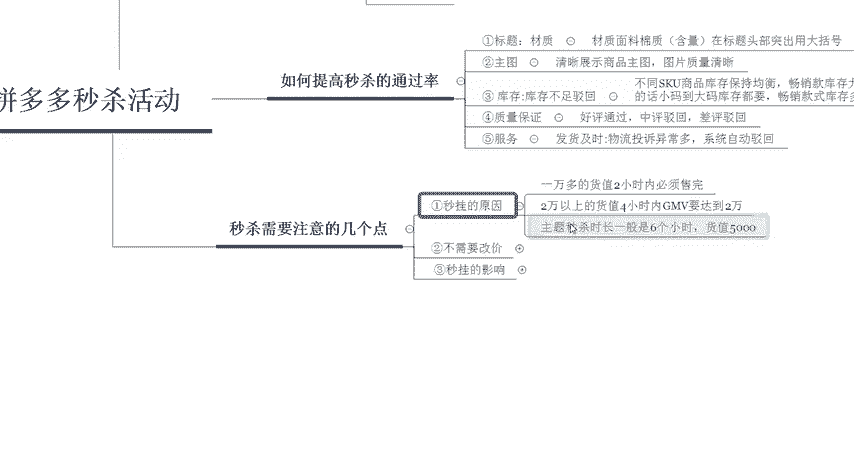 拼多多秒杀活动
如何提高秒杀的通过率
①标题：材质
材质面料棉质（含量）在标题头部突出用大括号
②主图
清晰展示商品主图，图片质量清晰
③ 库存:库存不足驳回
不同SKU商品库存保持均衡，畅销款库存大
的话小码到大码库存都要，畅销款式库存多
④质量保证
好评通过，中评驳回，差评驳回
⑤服务
发货及时:物流投诉异常多，系统自动驳回
秒杀需要注意的几个点
①秒挂的原因
一万多的货值2小时内必须售完
2万以上的货值4小时内GMV要达到2万
主题秒杀时长一般是6个小时，货值5000
②不需要改价
③秒挂的影响